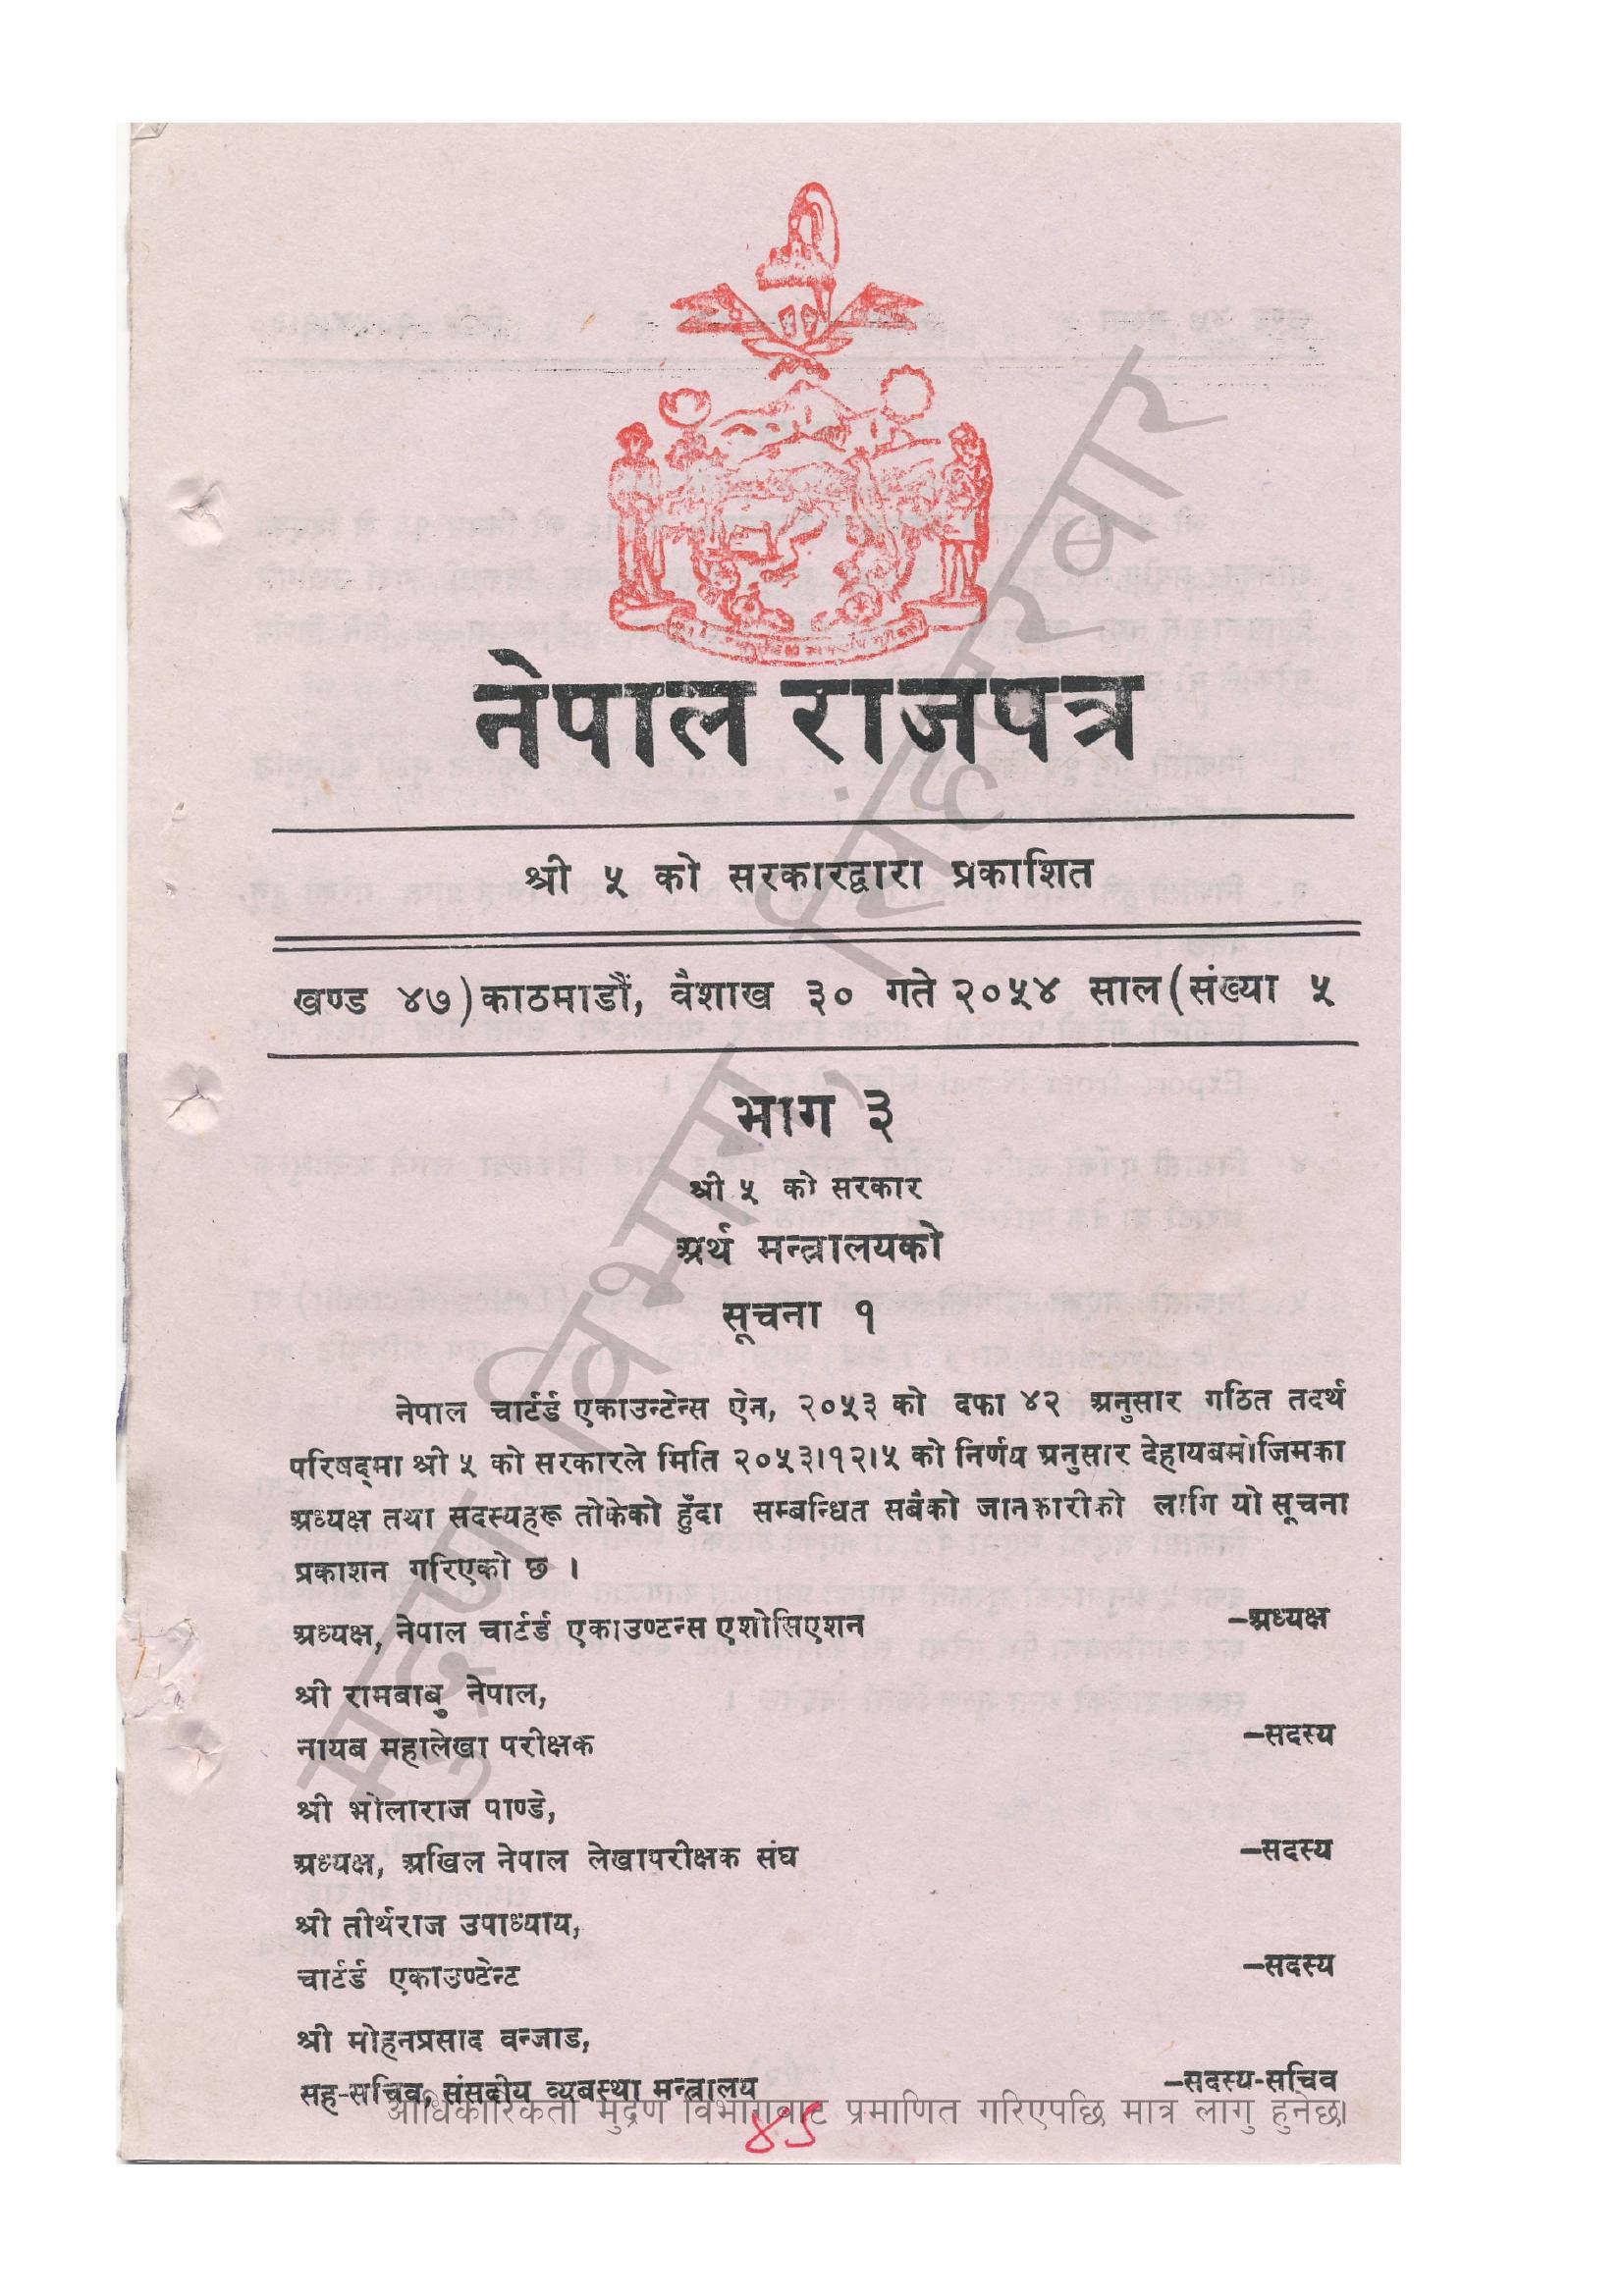 नेपाल राजपत्र
श्री ५ को सरकारद्वारा प्रकाशित
खण्ड ४७) काठमाडौं, वैशाख ३० गते २०५४ साल (संख्या ५
भाग ३
श्री ५ को सरकार
अर्थ मन्त्रालयको
सूचना १
नेपाल चार्टर्ड एकाउन्टेन्स ऐन, २०५३ को दफा ४२ अनुसार गठित तदर्थ
परिषद्मा श्री ५ को सरकारले मिति २०५३।१२।५ को निर्णय अनुसार देहायबमोजिमका
अध्यक्ष तथा सदस्यहरू तोकेको हुँदा सम्बन्धित सबैको जानकारीको लागि यो सूचना
प्रकाशन गरिएको छ ।
अध्यक्ष, नेपाल चार्टर्ड एकाउण्टन्स एशोसिएशन –अध्यक्ष
श्री रामबाबु नेपाल,
नायब महालेखा परीक्षक –सदस्य
श्री भोलाराज पाण्डे,
अध्यक्ष, अखिल नेपाल लेखापरीक्षक संघ –सदस्य
श्री तीर्थराज उपाध्याय,
चार्टर्ड एकाउण्टेन्ट –सदस्य
श्री मोहनप्रसाद वन्जाड,
सह-सचिव, संसदीय व्यबस्था मन्त्रालय –सदस्य-सचिव
आधिकारिकता मुद्रण विभागबाट प्रमाणित गरिएपछि मात्र लागु हुनेछ।
मुद्रण विभाग, सिंहदरबार